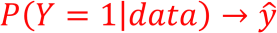 P(Y = 1|data) → ŷ